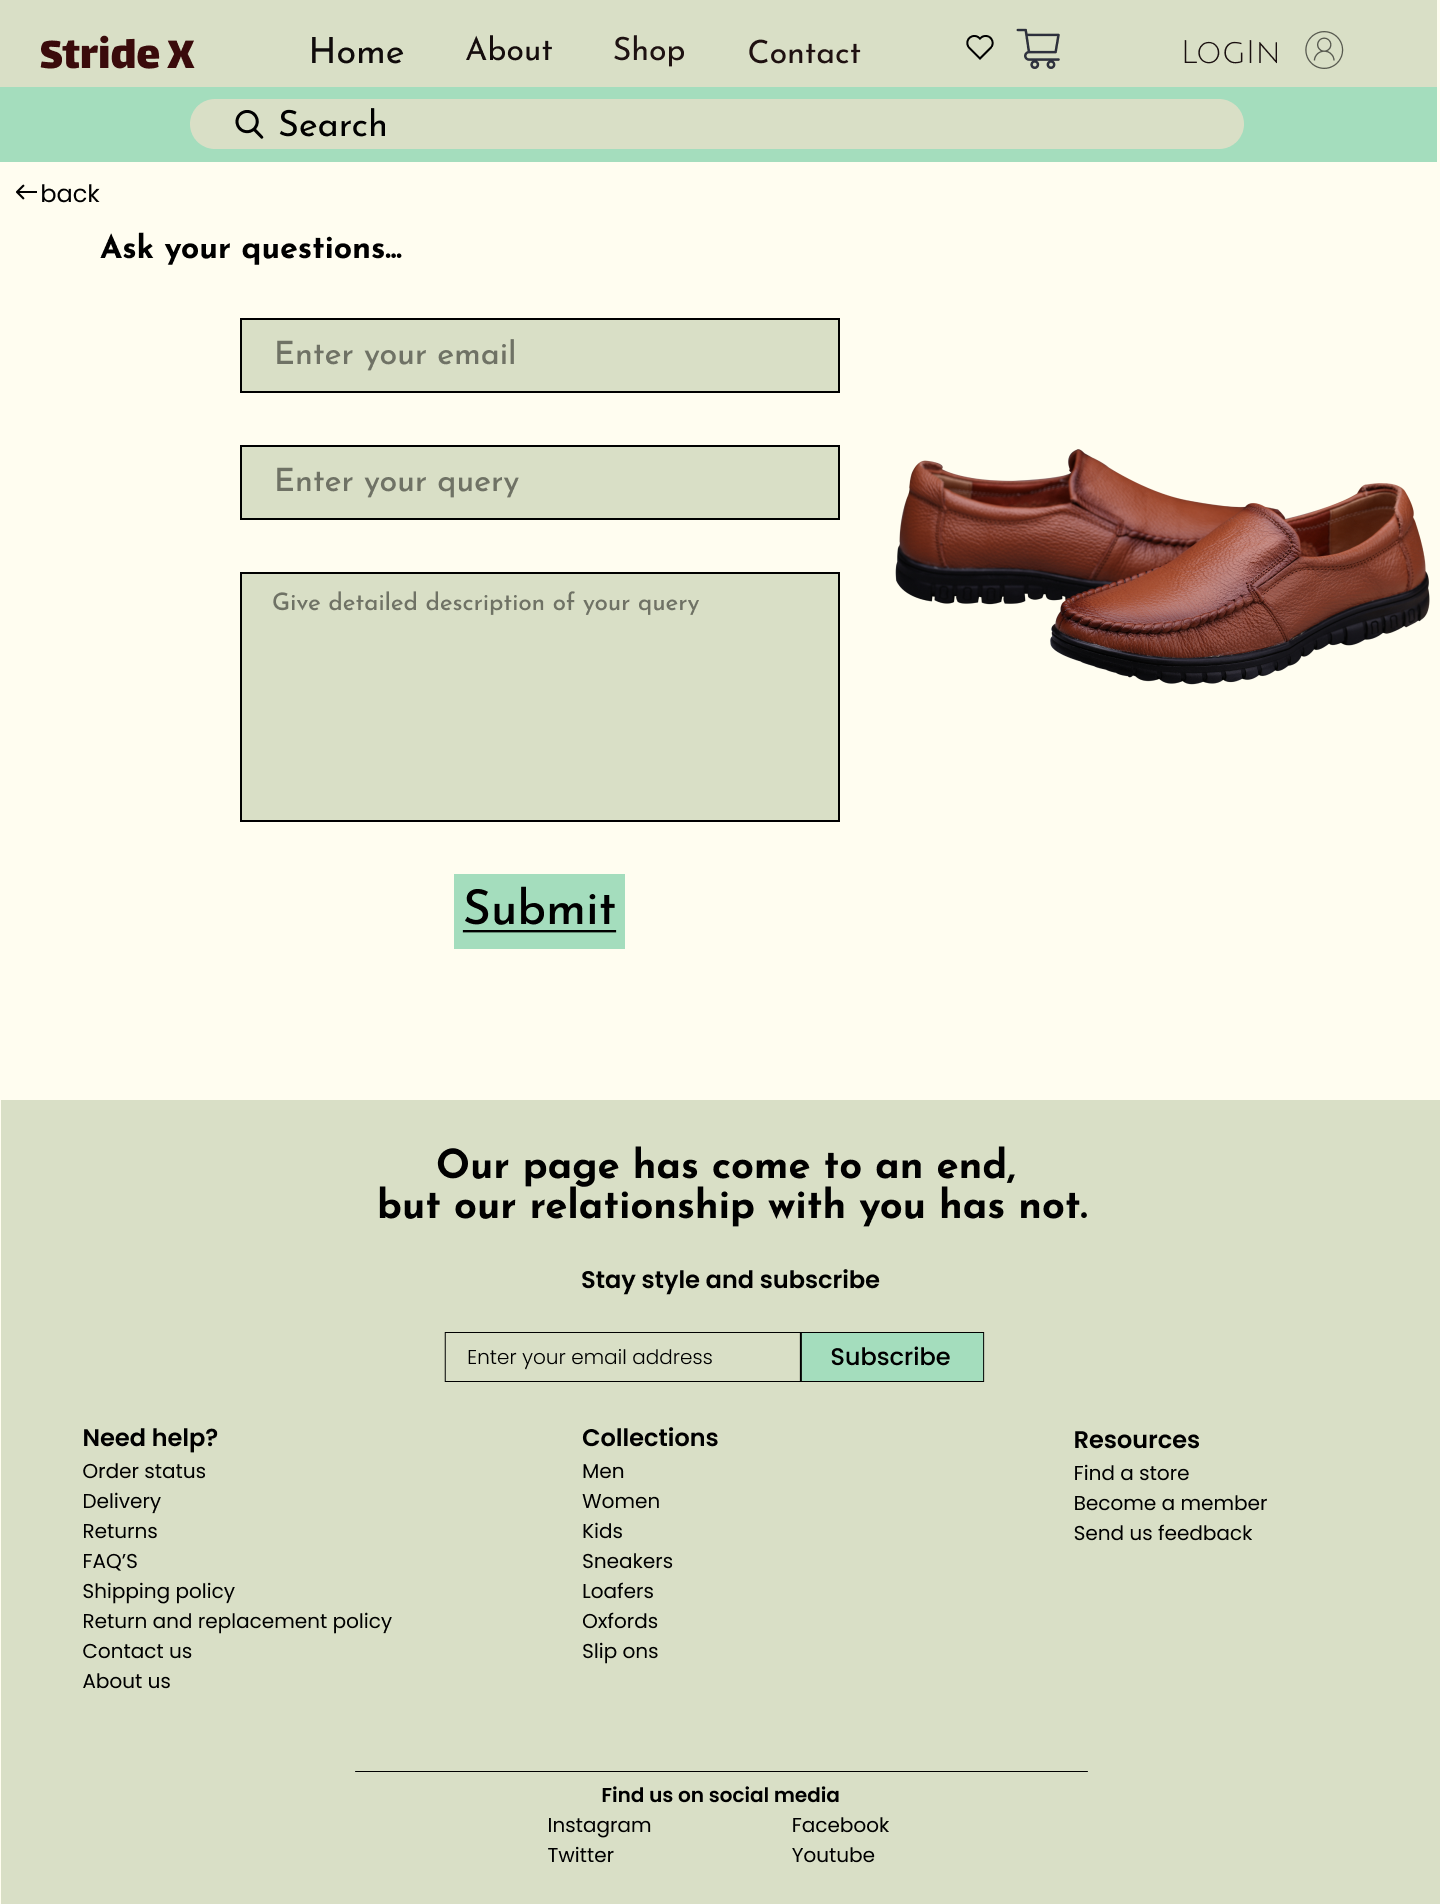 Stride X
Home
About
Shop
Contact
LOGIN
Search
back
Ask your questions...
Enter your email
Enter your query
Give detailed description of your query
Submit
Our page has come to an end,
but our relationship with you has not.
Stay style and subscribe
Enter your email address
Subscribe
Need help?
Order status
Delivery
Returns
FAQ’S
Shipping policy
Return and replacement policy
Contact us
About us
Collections
Men
Women
Kids
Sneakers
Loafers
Oxfords
Slip ons
Resources
Find a store
Become a member
Send us feedback
Find us on social media
Instagram
Facebook
Twitter
Youtube